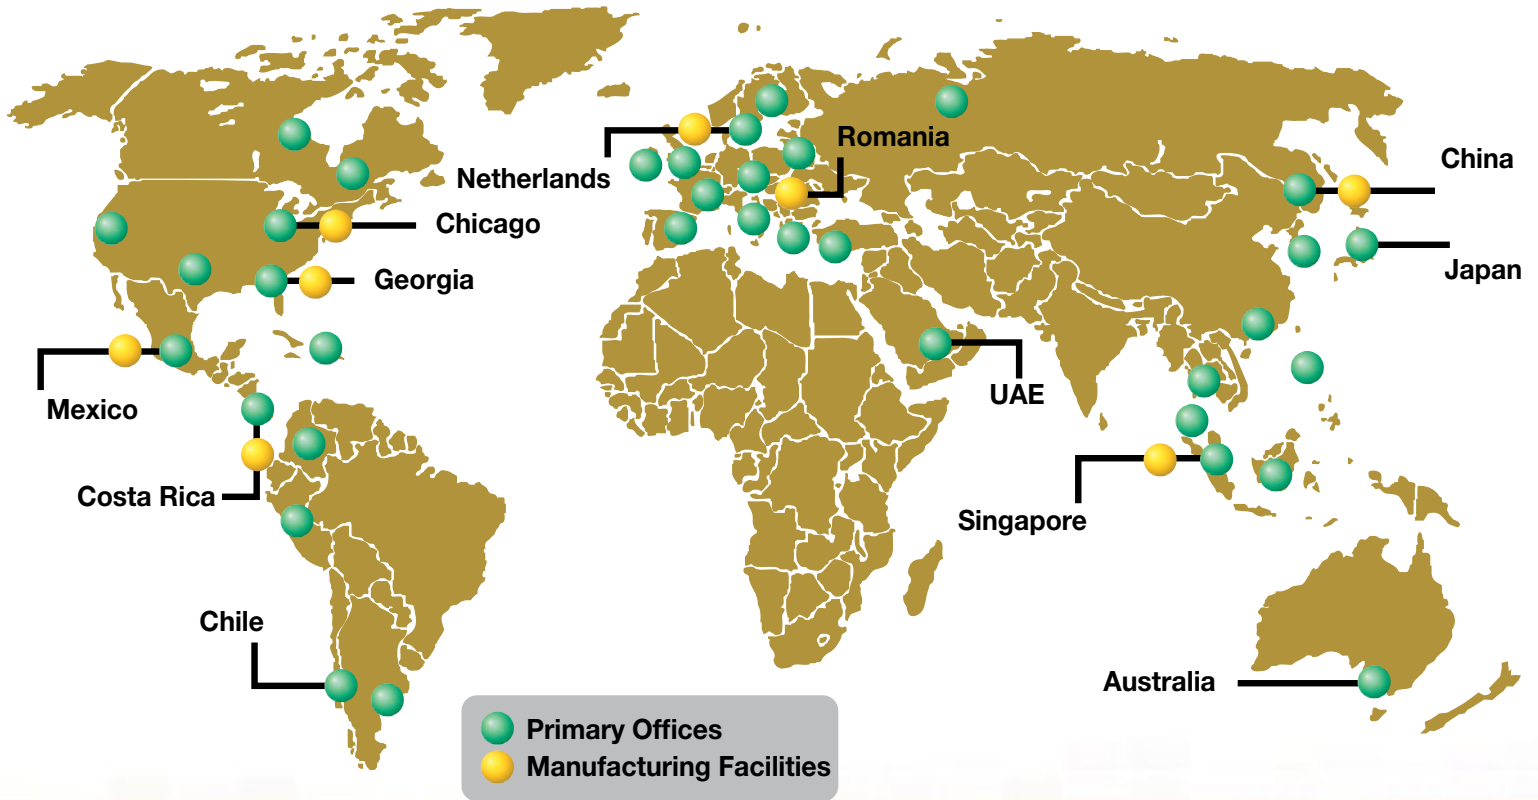 Romania
China
Netherlands
Chicago
Japan
Georgia
UAE
Mexico
Costa Rica
Singapore
Chile
Australia
Primary Offices
Manufacturing Facilities